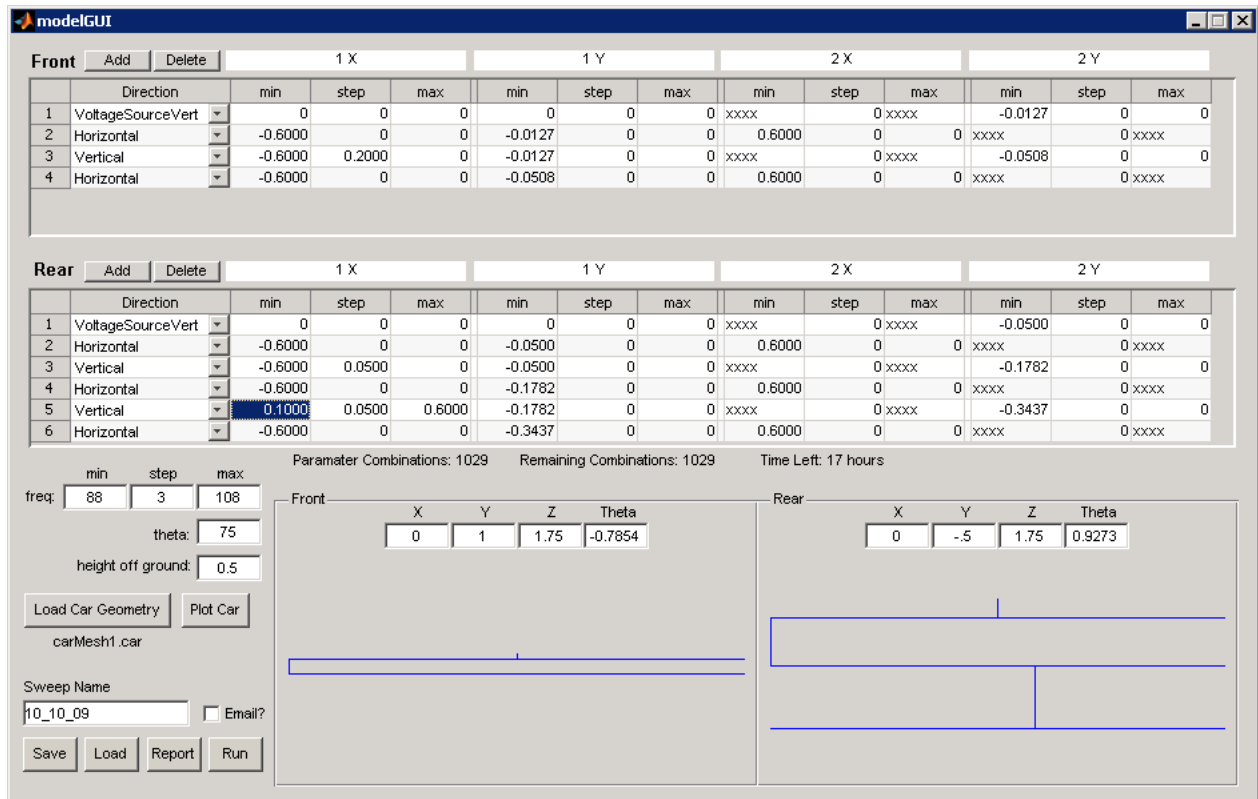 modelGUI
Front Add Delete 1 X 1 Y 2 X 2 Y
Direction min step max min step max min step max min step max
1 VoltageSourceVert 0 0 0 0 0 0 xxxx 0 xxxx -0.0127 0 0
2 Horizontal -0.6000 0 0 -0.0127 0 0 0.6000 0 0 xxxx 0 xxxx
3 Vertical -0.6000 0.2000 0 -0.0127 0 0 xxxx 0 xxxx -0.0508 0 0
4 Horizontal -0.6000 0 0 -0.0508 0 0 0.6000 0 0 xxxx 0 xxxx
Rear Add Delete 1 X 1 Y 2 X 2 Y
Direction min step max min step max min step max min step max
1 VoltageSourceVert 0 0 0 0 0 0 xxxx 0 xxxx -0.0500 0 0
2 Horizontal -0.6000 0 0 -0.0500 0 0 0.6000 0 0 xxxx 0 xxxx
3 Vertical -0.6000 0.0500 0 -0.0500 0 0 xxxx 0 xxxx -0.1782 0 0
4 Horizontal -0.6000 0 0 -0.1782 0 0 0.6000 0 0 xxxx 0 xxxx
5 Vertical 0.1000 0.0500 0.6000 -0.1782 0 0 xxxx 0 xxxx -0.3437 0 0
6 Horizontal -0.6000 0 0 -0.3437 0 0 0.6000 0 0 xxxx 0 xxxx
Paramater Combinations: 1029 Remaining Combinations: 1029 Time Left: 17 hours
min step max
freq: 88 3 108
theta: 75
height off ground: 0.5
Load Car Geometry Plot Car
carMesh1.car
Sweep Name
10_10_09 Email?
Save Load Report Run
Front
X Y Z Theta
0 1 1.75 -0.7854
Rear
X Y Z Theta
0 -.5 1.75 0.9273